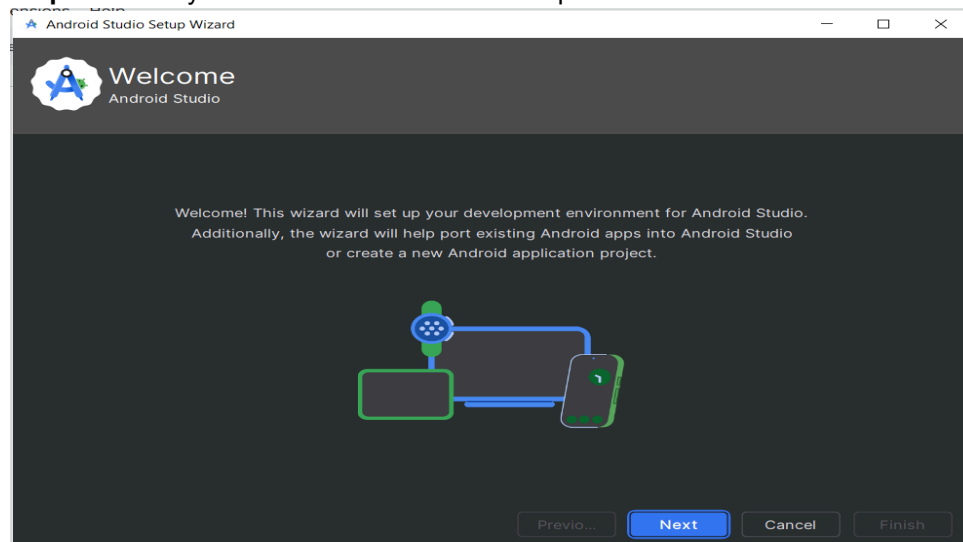 Android Studio Setup Wizard
Welcome
Android Studio
Welcome! This wizard will set up your development environment for Android Studio.
Additionally, the wizard will help port existing Android apps into Android Studio
or create a new Android application project.
Previo... Next Cancel Finish